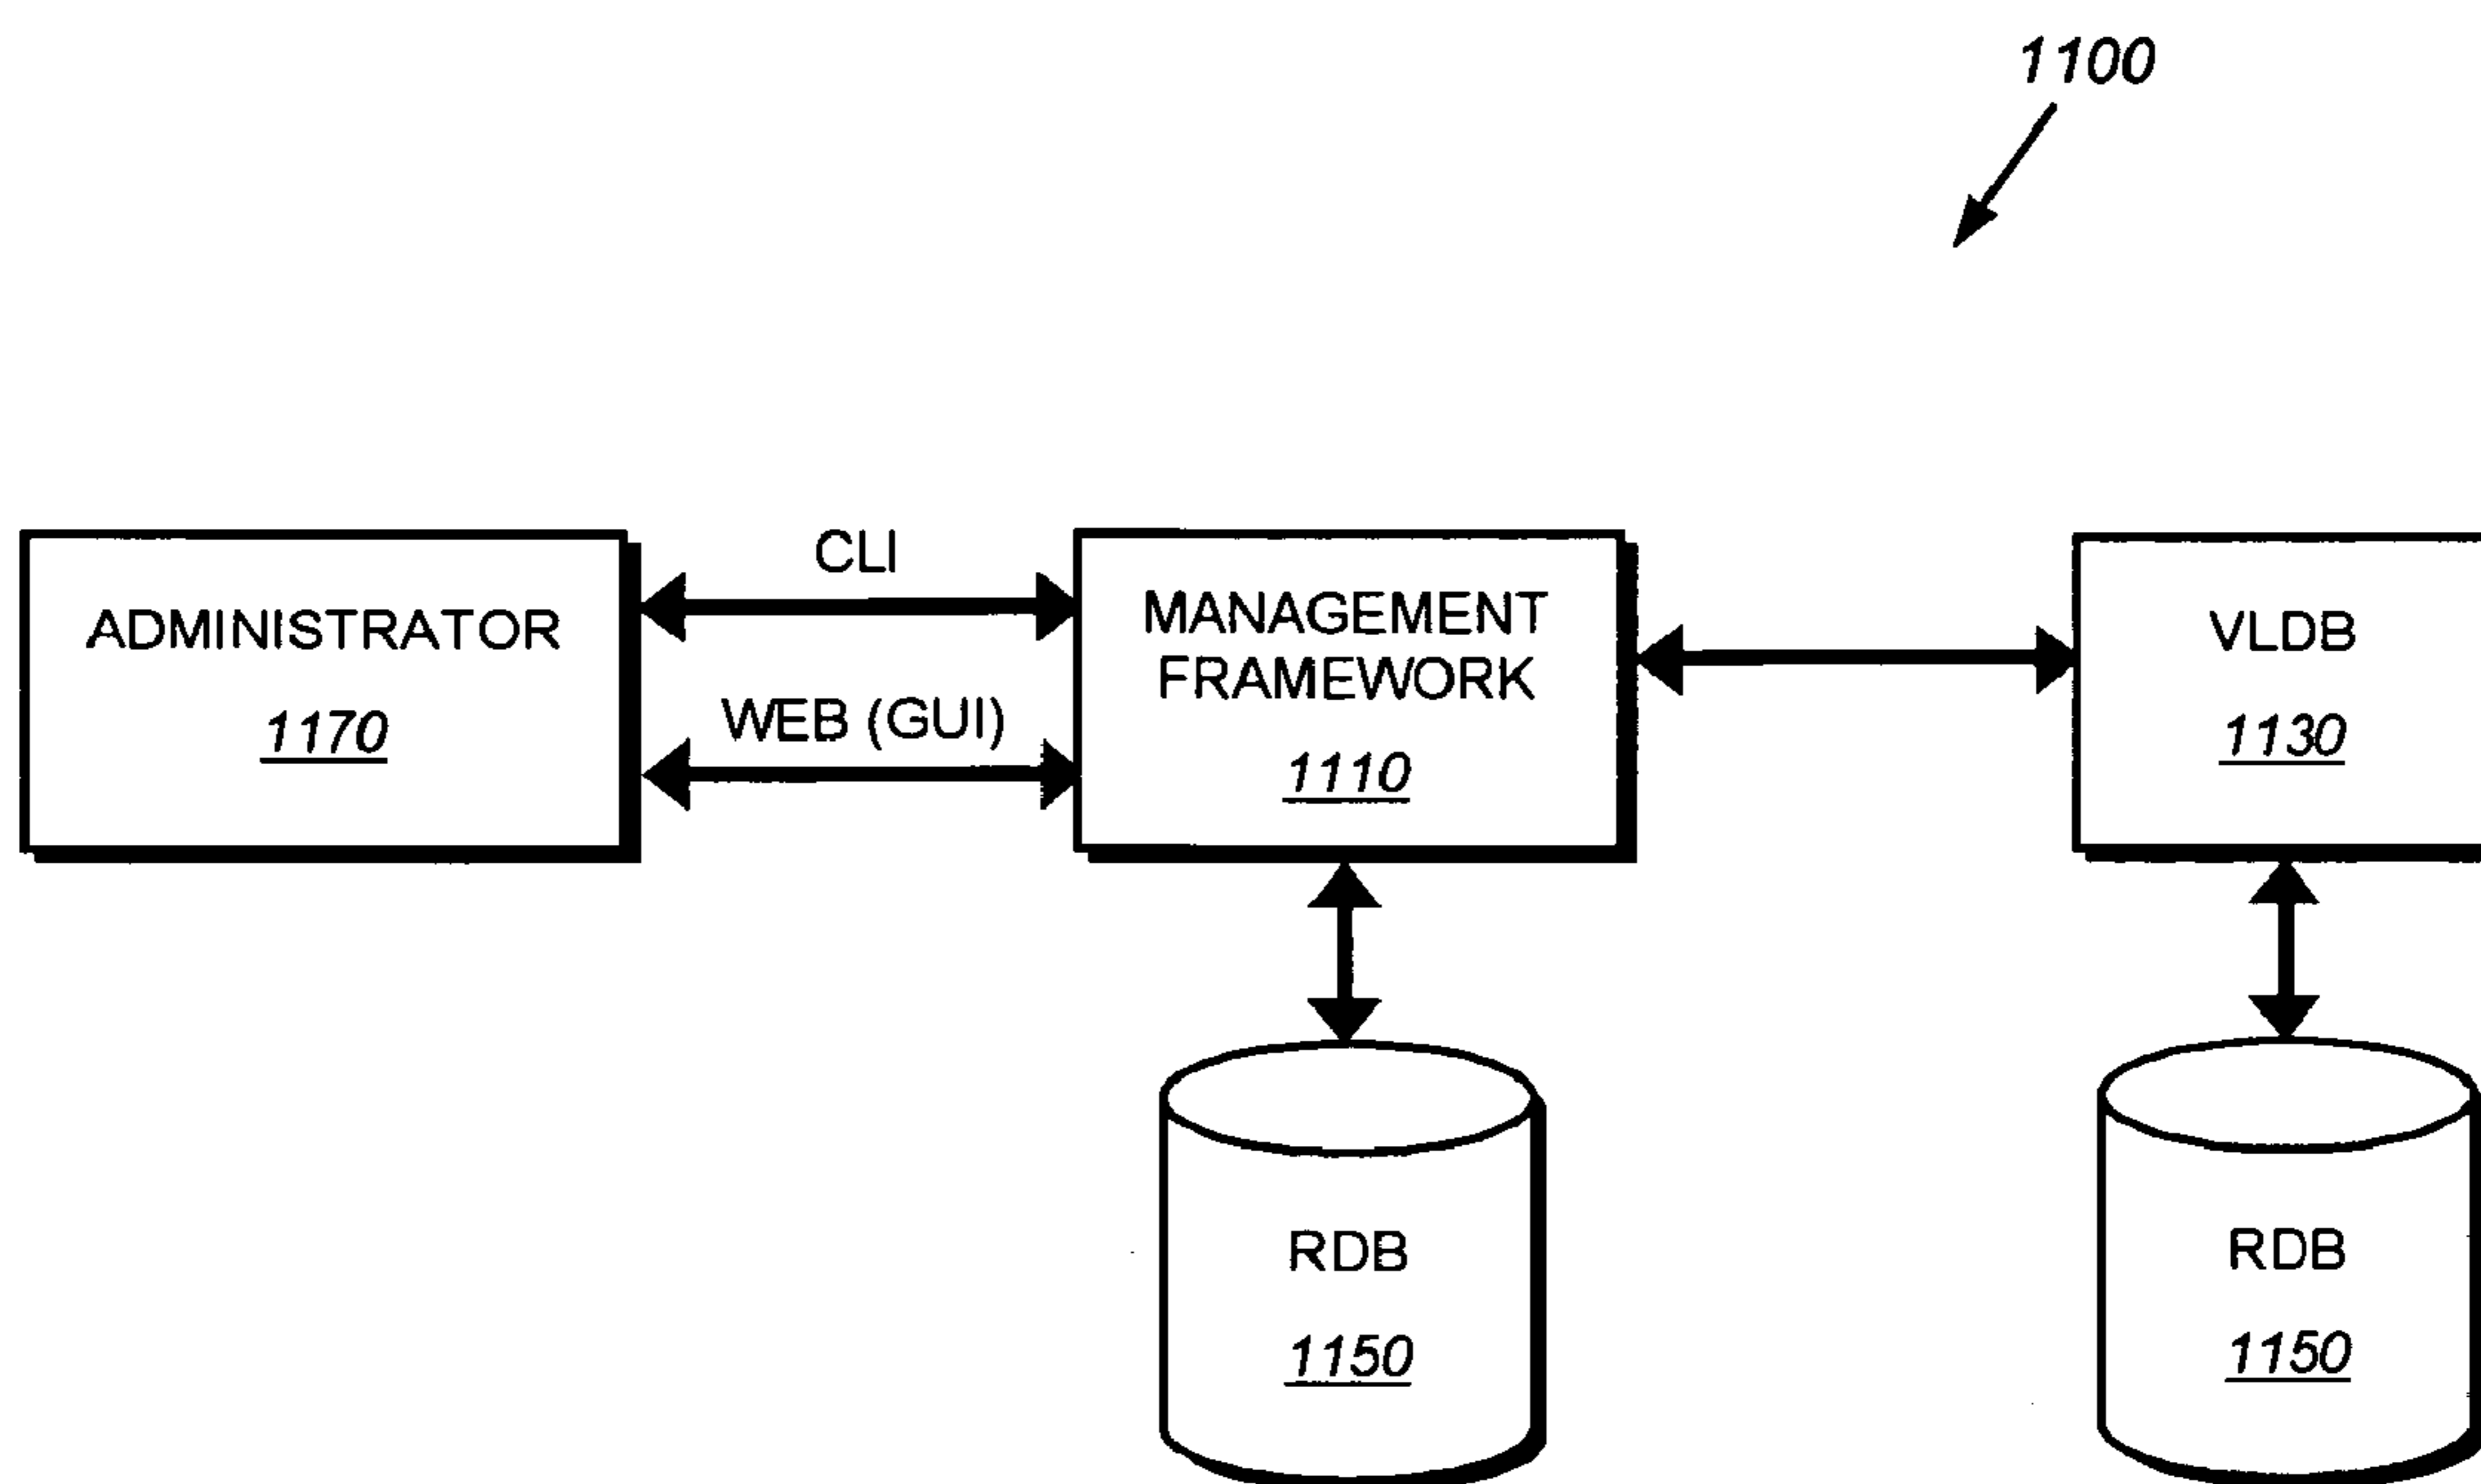 1100
ADMINISTRATOR
1170
CLI
WEB (GUI)
MANAGEMENT
FRAMEWORK
1110
VLDB
1130
RDB
1150
RDB
1150